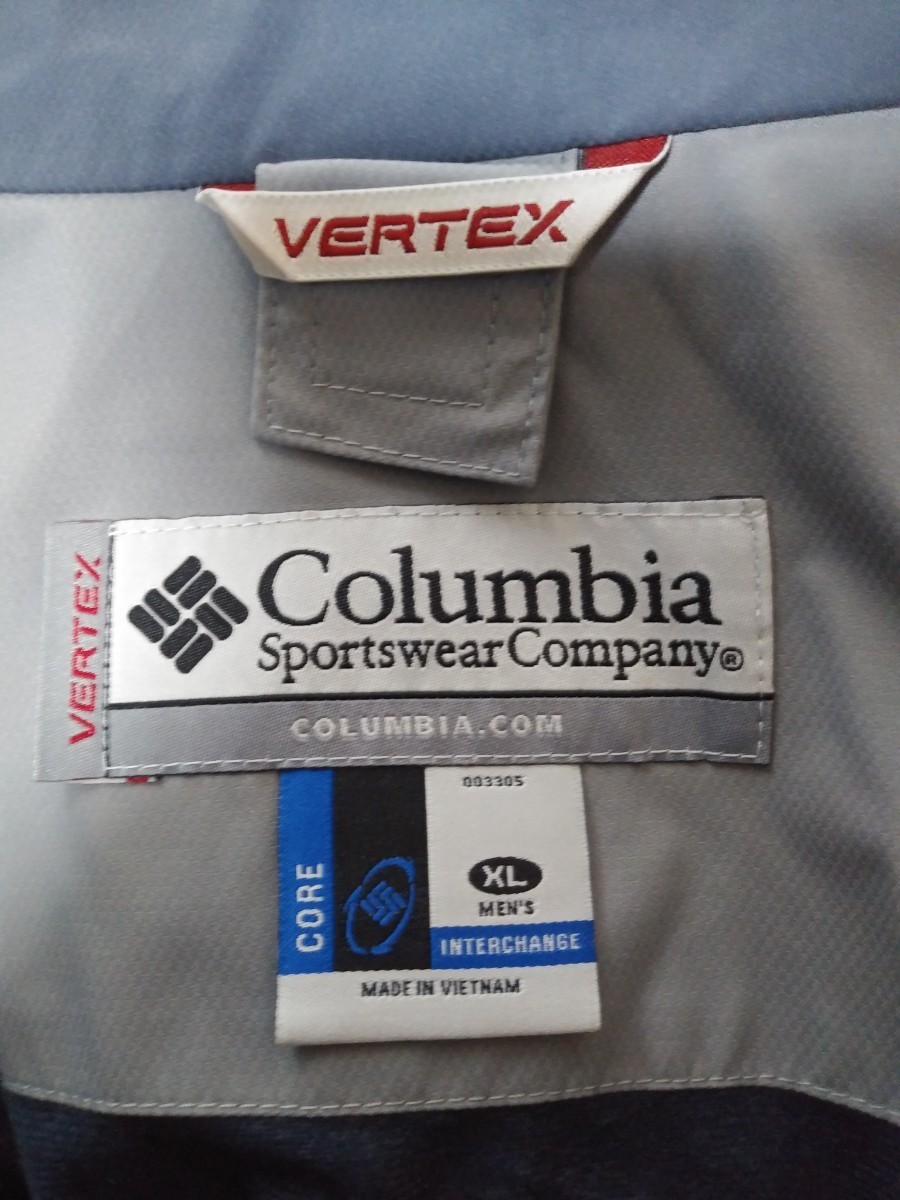 VERTEX
VERTEX
Columbia
Sportswear Company®
COLUMBIA.COM
CORE
003305
XL
MEN'S
INTERCHANGE
MADE IN VIETNAM